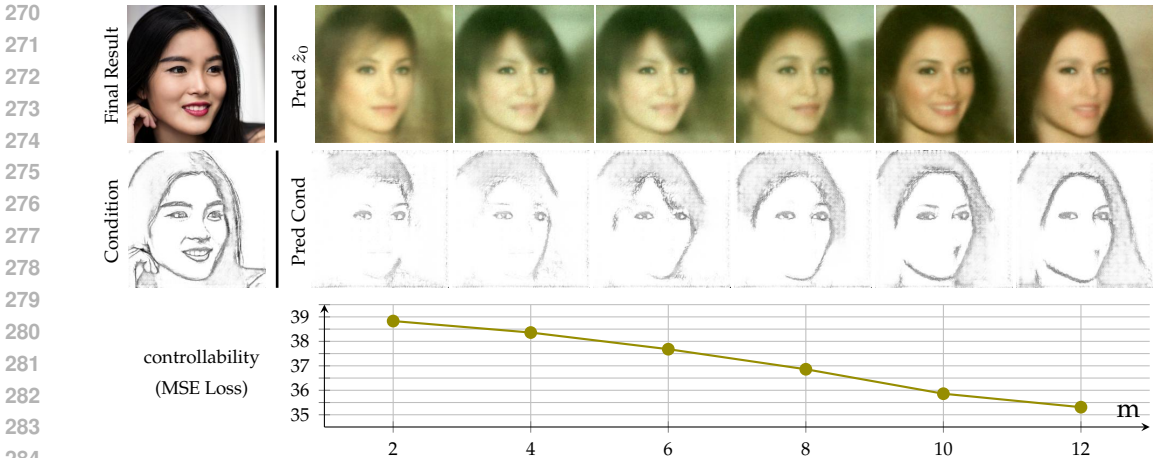 270
271
272
273
274
275
276
277
278
279
280
281
282
283
284
Final Result
Pred ẑ₀
Condition
Pred Cond
controllability
(MSE Loss)
39
38
37
36
35
2 4 6 8 10 12
m